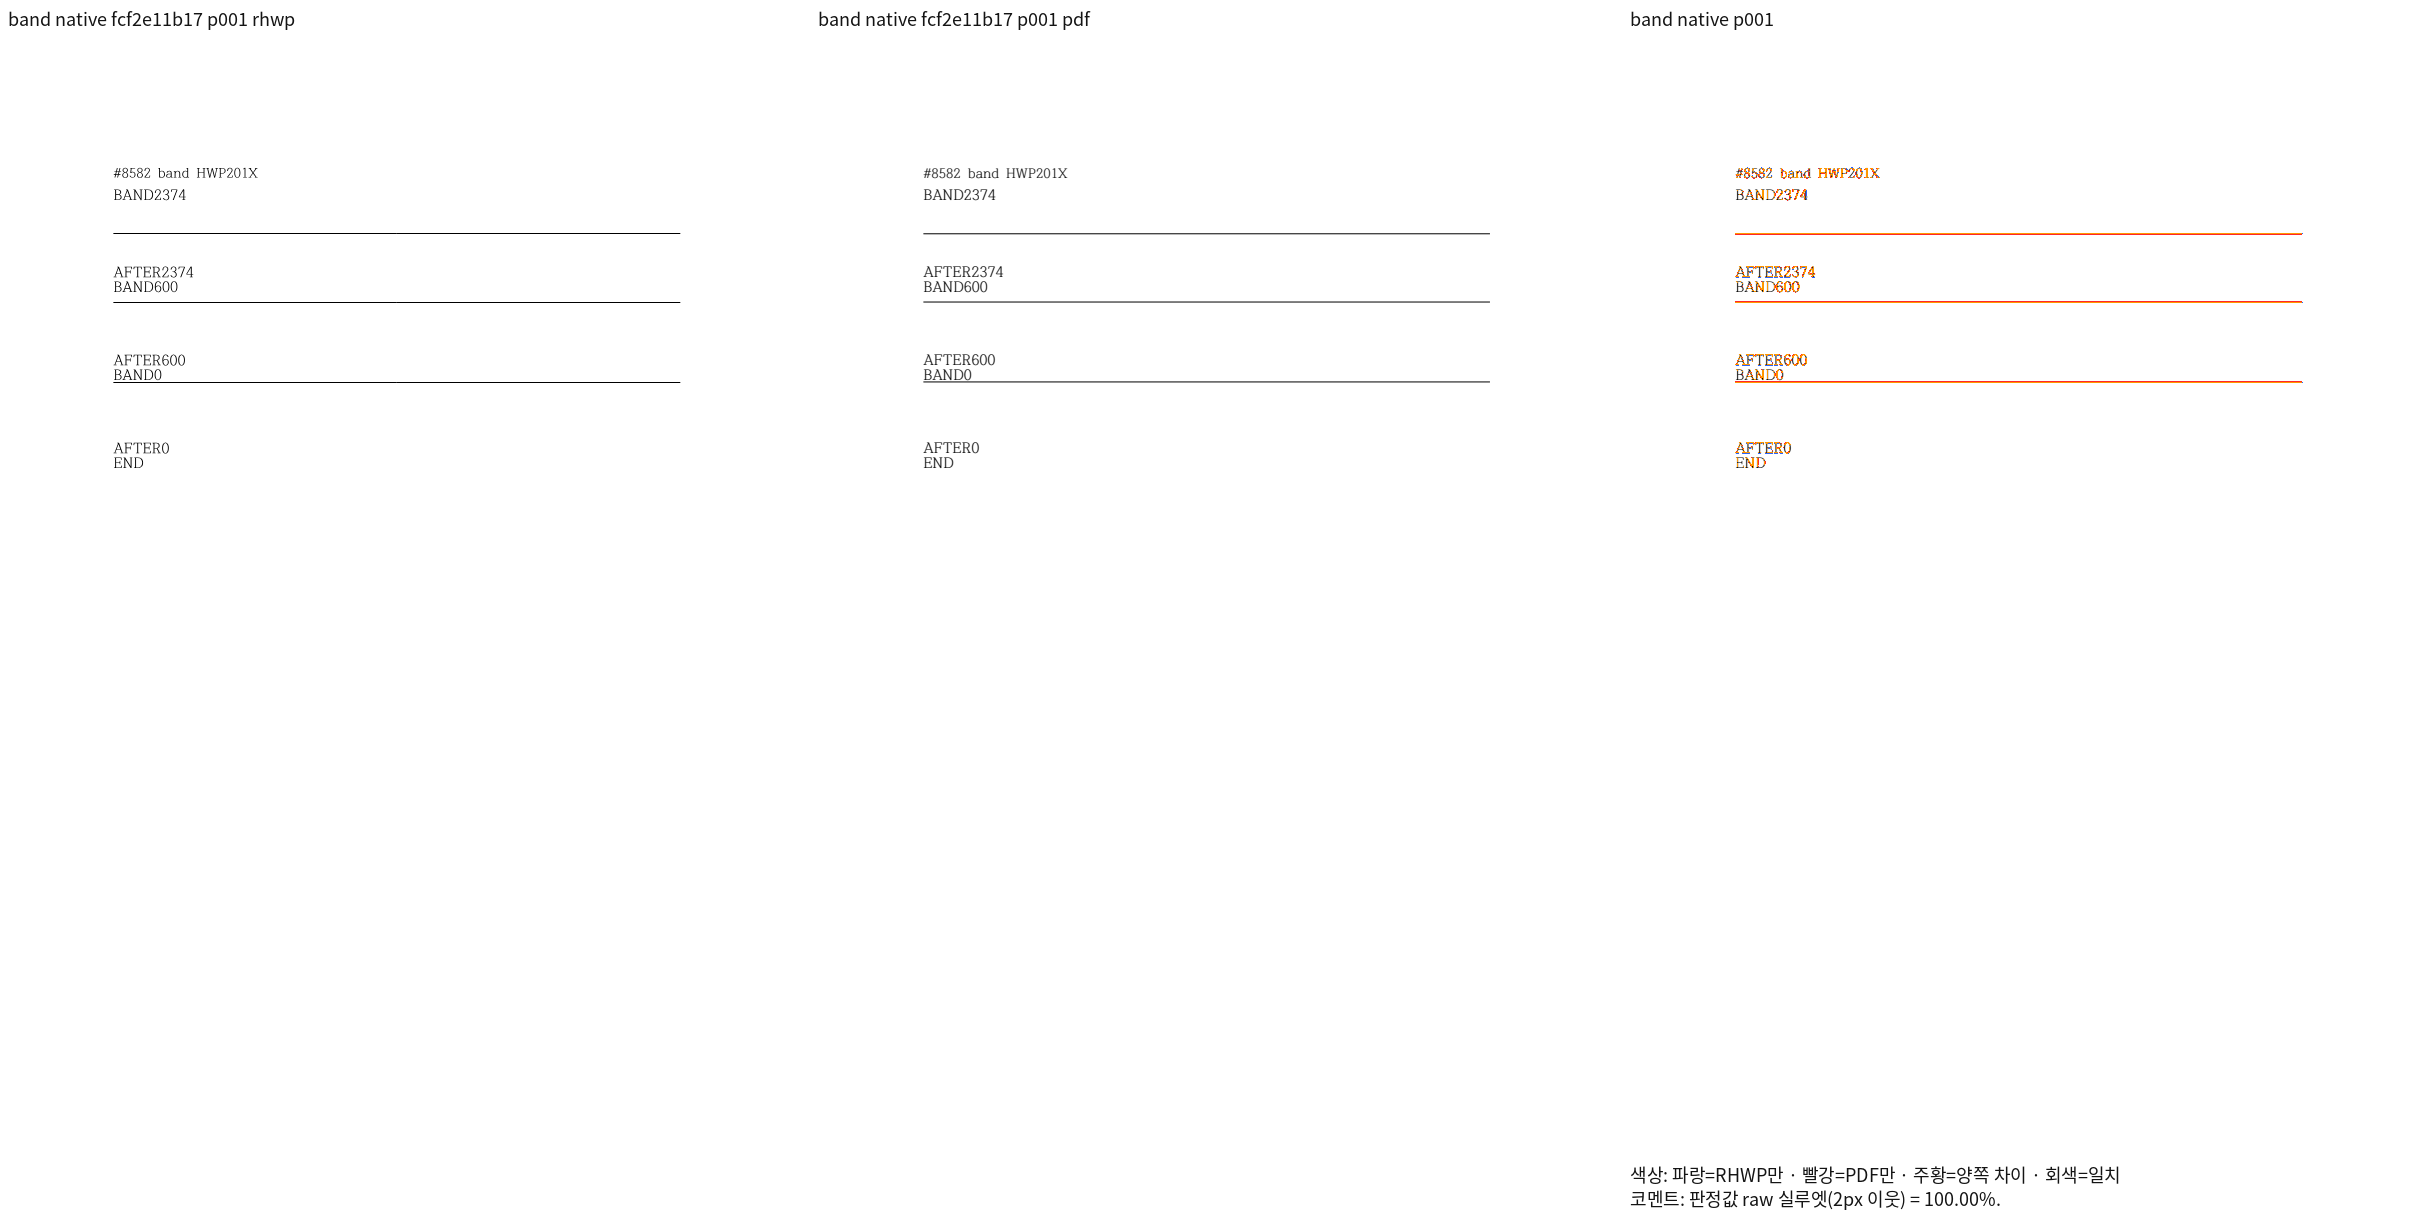 band native fcf2e11b17 p001 rhwp
#8582 band HWP201X
BAND2374
AFTER2374
BAND600
AFTER600
BAND0
AFTER0
END
band native fcf2e11b17 p001 pdf
#8582 band HWP201X
BAND2374
AFTER2374
BAND600
AFTER600
BAND0
AFTER0
END
band native p001
#8582 band HWP201X
BAND2374
AFTER2374
BAND600
AFTER600
BAND0
AFTER0
END
색상: 파랑=RHWP만 · 빨강=PDF만 · 주황=양쪽 차이 · 회색=일치
코멘트: 판정값 raw 실루엣(2px 이웃) = 100.00%.